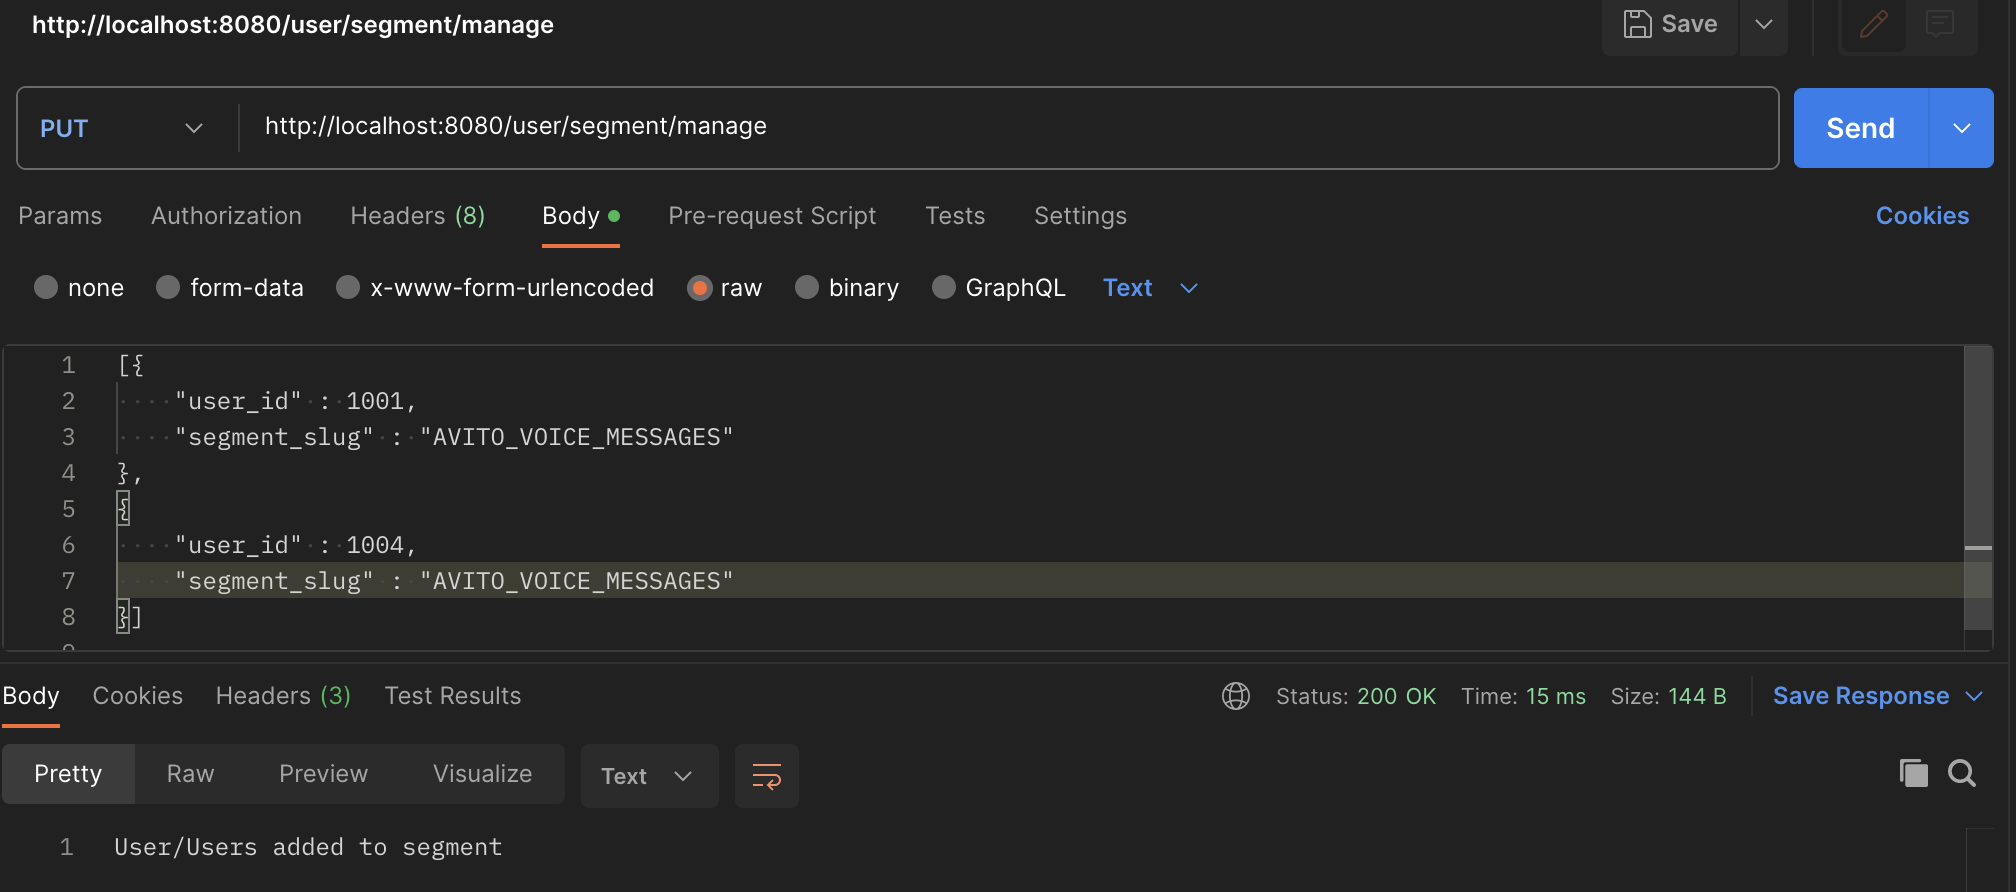 http://localhost:8080/user/segment/manage
Save
PUT
http://localhost:8080/user/segment/manage
Send
Params Authorization Headers (8) Body Pre-request Script Tests Settings Cookies
none form-data x-www-form-urlencoded raw binary GraphQL Text
1 [{
2 "user_id" : 1001,
3 "segment_slug" : "AVITO_VOICE_MESSAGES"
4 },
5 {
6 "user_id" : 1004,
7 "segment_slug" : "AVITO_VOICE_MESSAGES"
8 }]
Body Cookies Headers (3) Test Results Status: 200 OK Time: 15 ms Size: 144 B Save Response
Pretty Raw Preview Visualize Text
1 User/Users added to segment